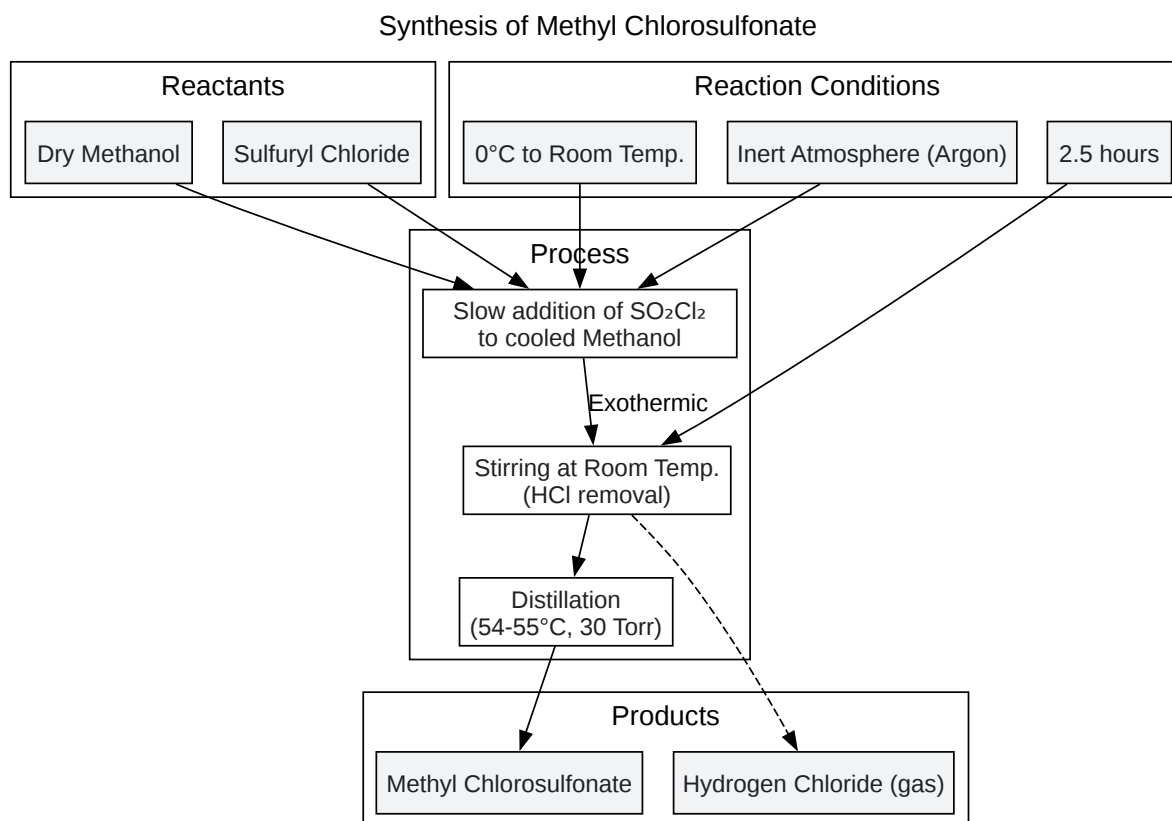 Synthesis of Methyl Chlorosulfonate
Reactants
Reaction Conditions
Dry Methanol
Sulfuryl Chloride
0°C to Room Temp.
Inert Atmosphere (Argon)
2.5 hours
Process
Slow addition of SO₂Cl₂
to cooled Methanol
Exothermic
Stirring at Room Temp.
(HCl removal)
Distillation
(54-55°C, 30 Torr)
Products
Methyl Chlorosulfonate
Hydrogen Chloride (gas)